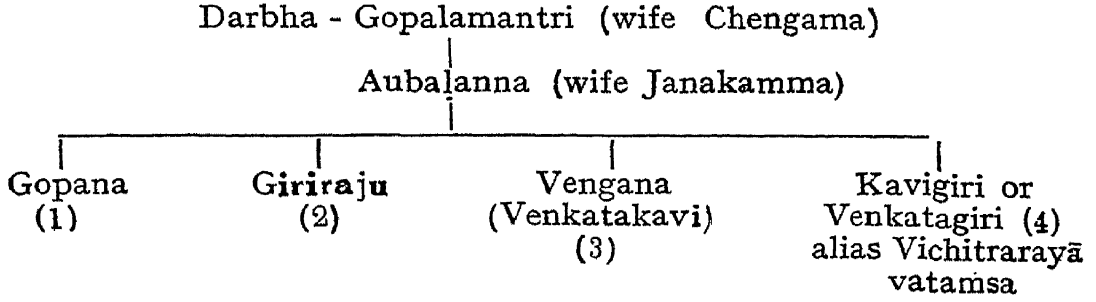 Darbha - Gopalamantri (wife Chengama)
Aubaḷanna (wife Janakamma)
Gopana Giriraju Vengana Kavigiri or
(1) (2) (Venkatakavi) Venkatagiri (4)
(3) alias Vichitrarayā
vataṁsa